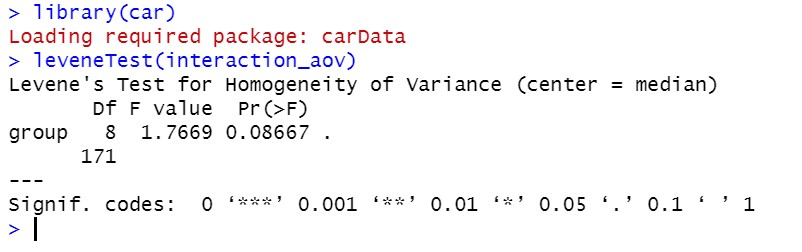 > library(car)
Loading required package: carData
> leveneTest(interaction_aov)
Levene's Test for Homogeneity of Variance (center = median)
       Df F value  Pr(>F)
group   8  1.7669 0.08667 .
      171
---
Signif. codes:  0 ‘***’ 0.001 ‘**’ 0.01 ‘*’ 0.05 ‘.’ 0.1 ‘ ’ 1
>